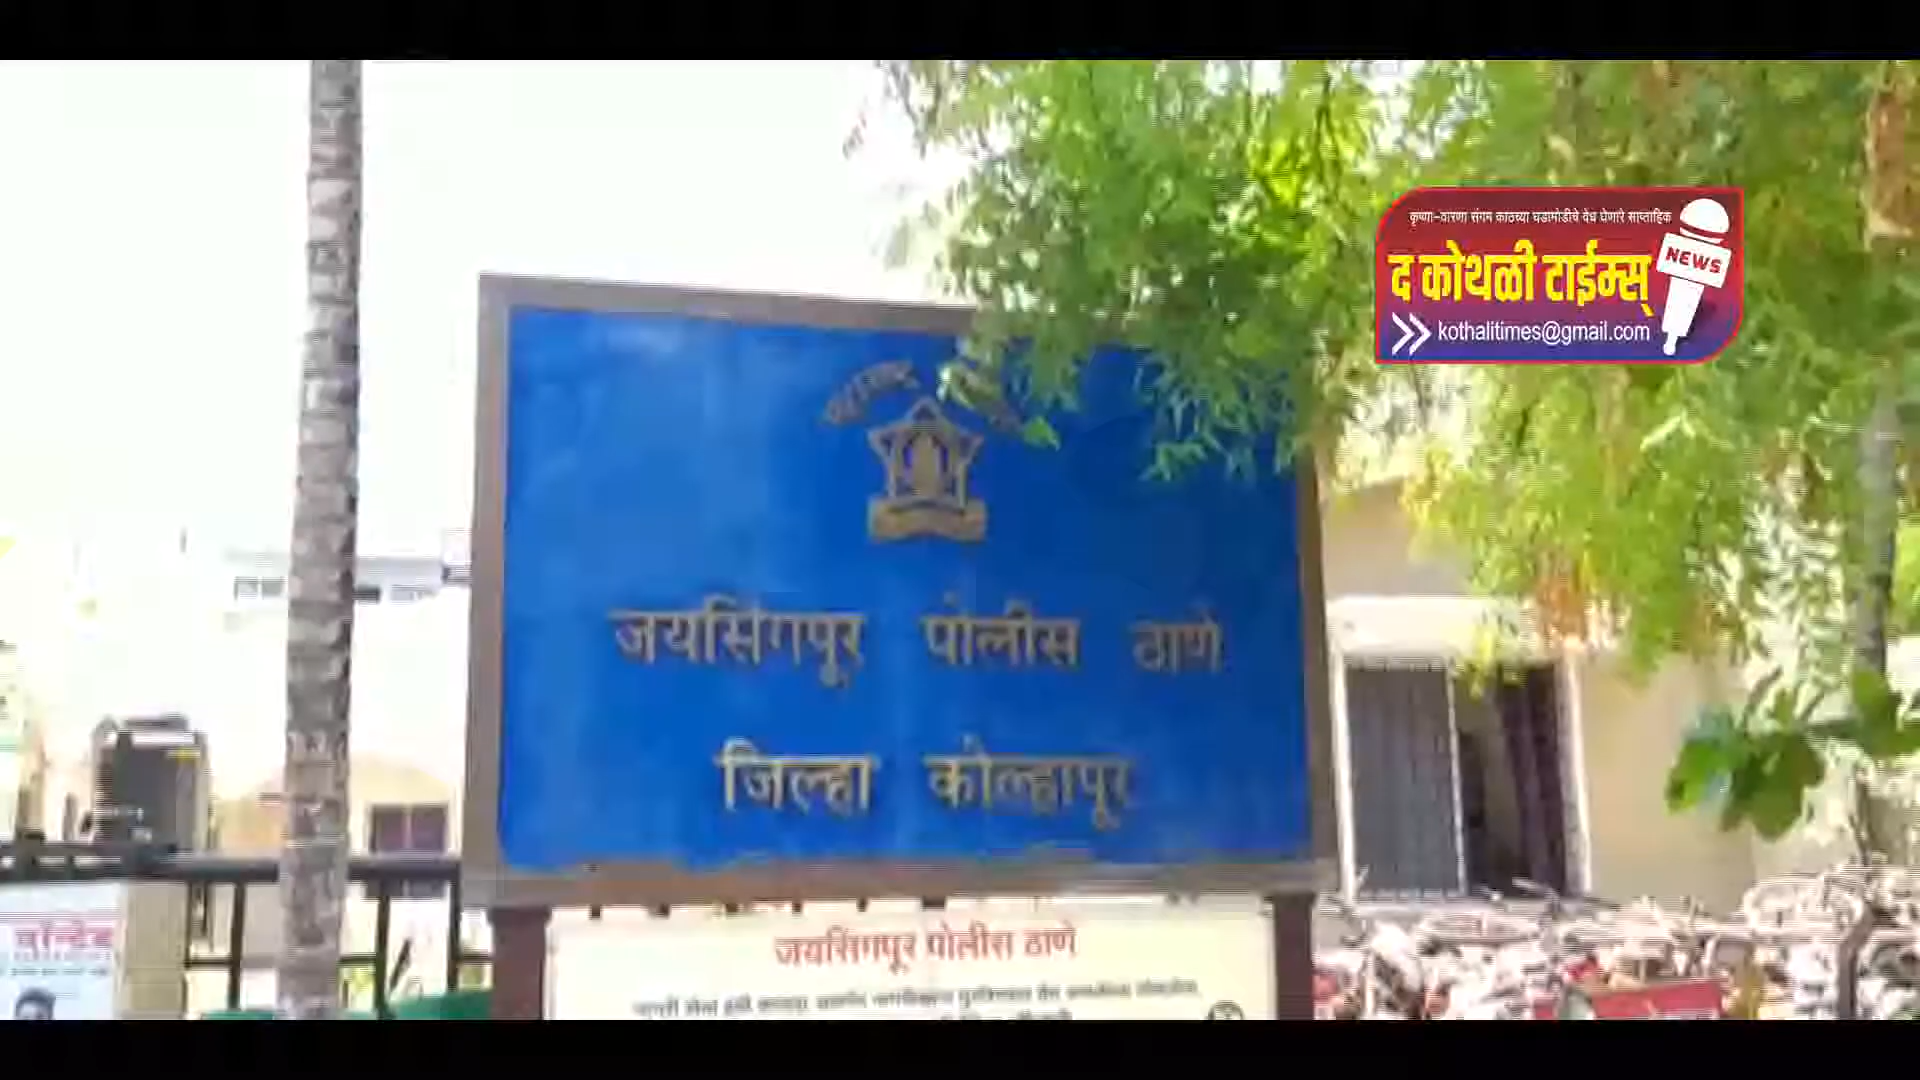 कृष्णा-वारणा संगम काठच्या घडामोडीचे वेध घेणारे साप्ताहिक
द कोथळी टाईम्स्
NEWS
kothalitimes@gmail.com
जयसिंगपूर पोलीस ठाणे
जिल्हा कोल्हापूर
जयसिंगपूर पोलीस ठाणे